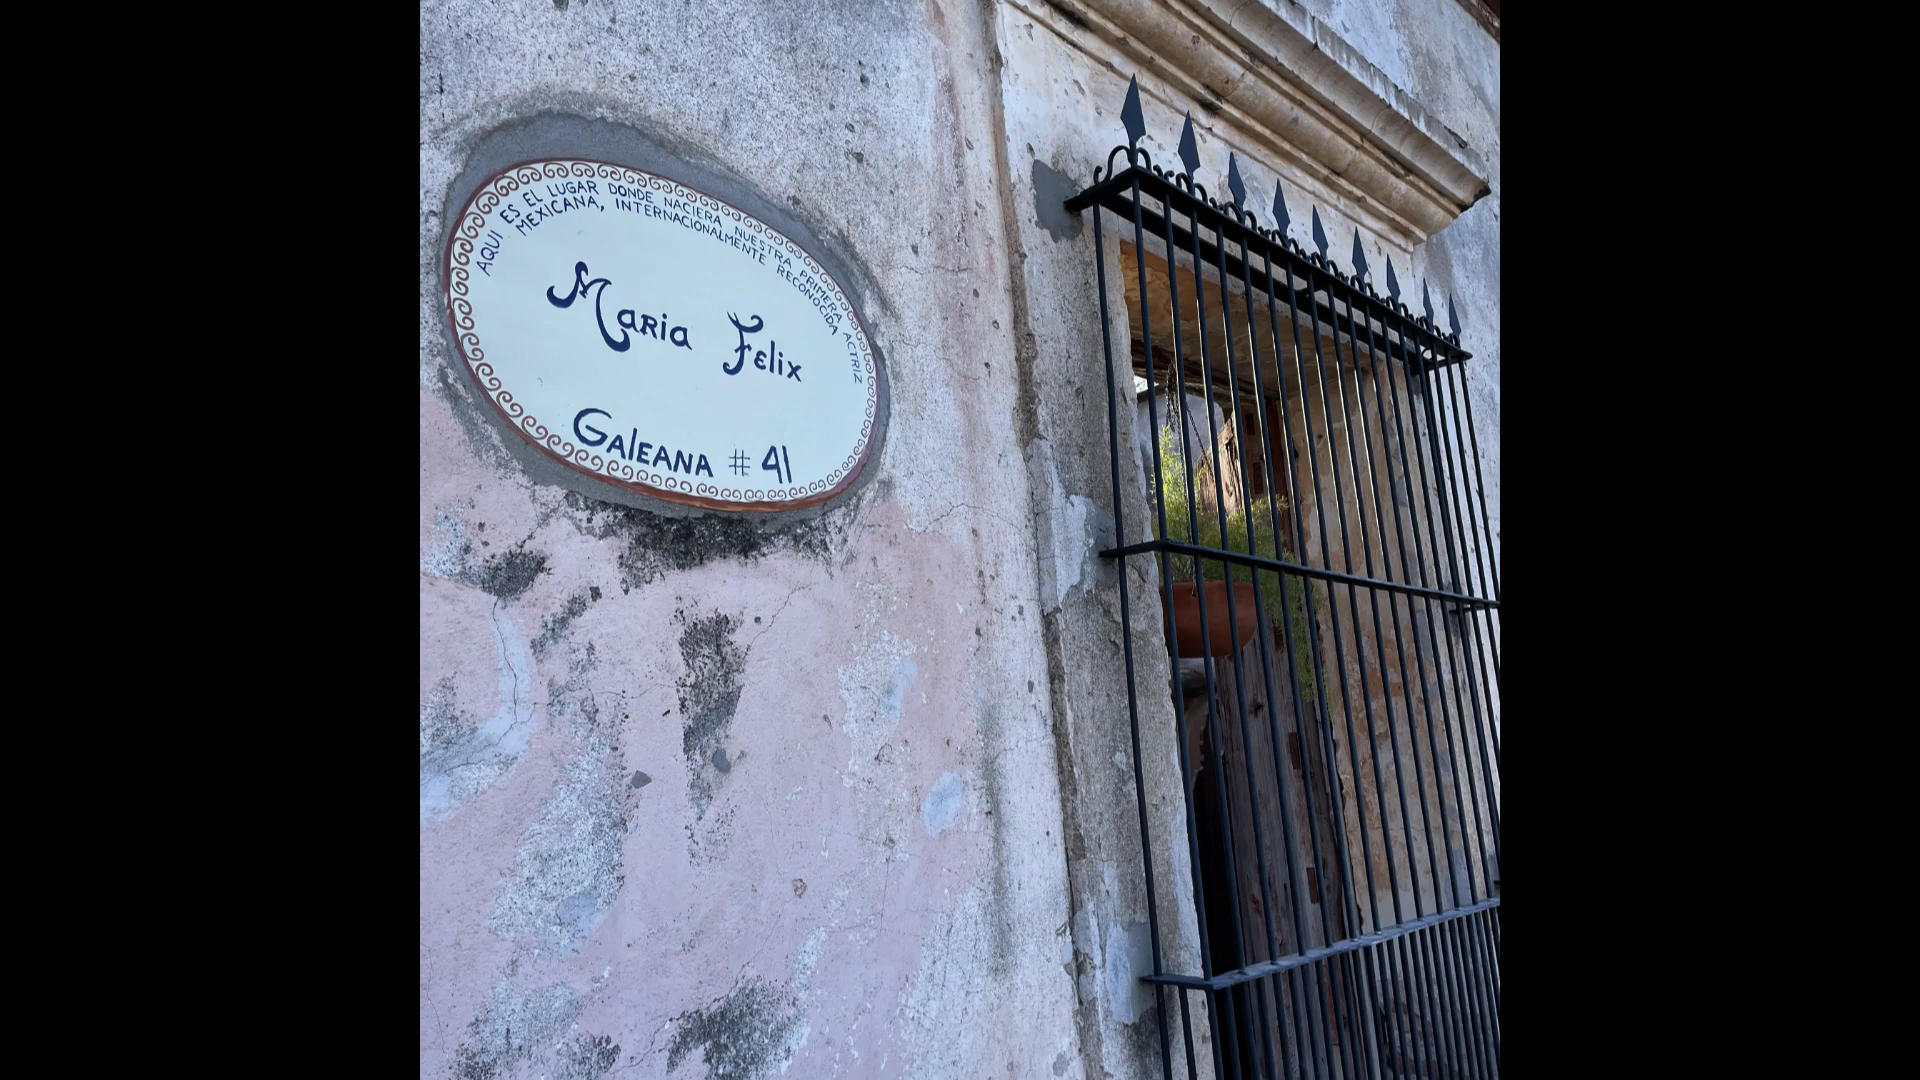 AQUI ES EL LUGAR DONDE NACIERA NUESTRA PRIMERA ACTRIZ
MEXICANA, INTERNACIONALMENTE RECONOCIDA
Maria Felix
GALEANA # 41